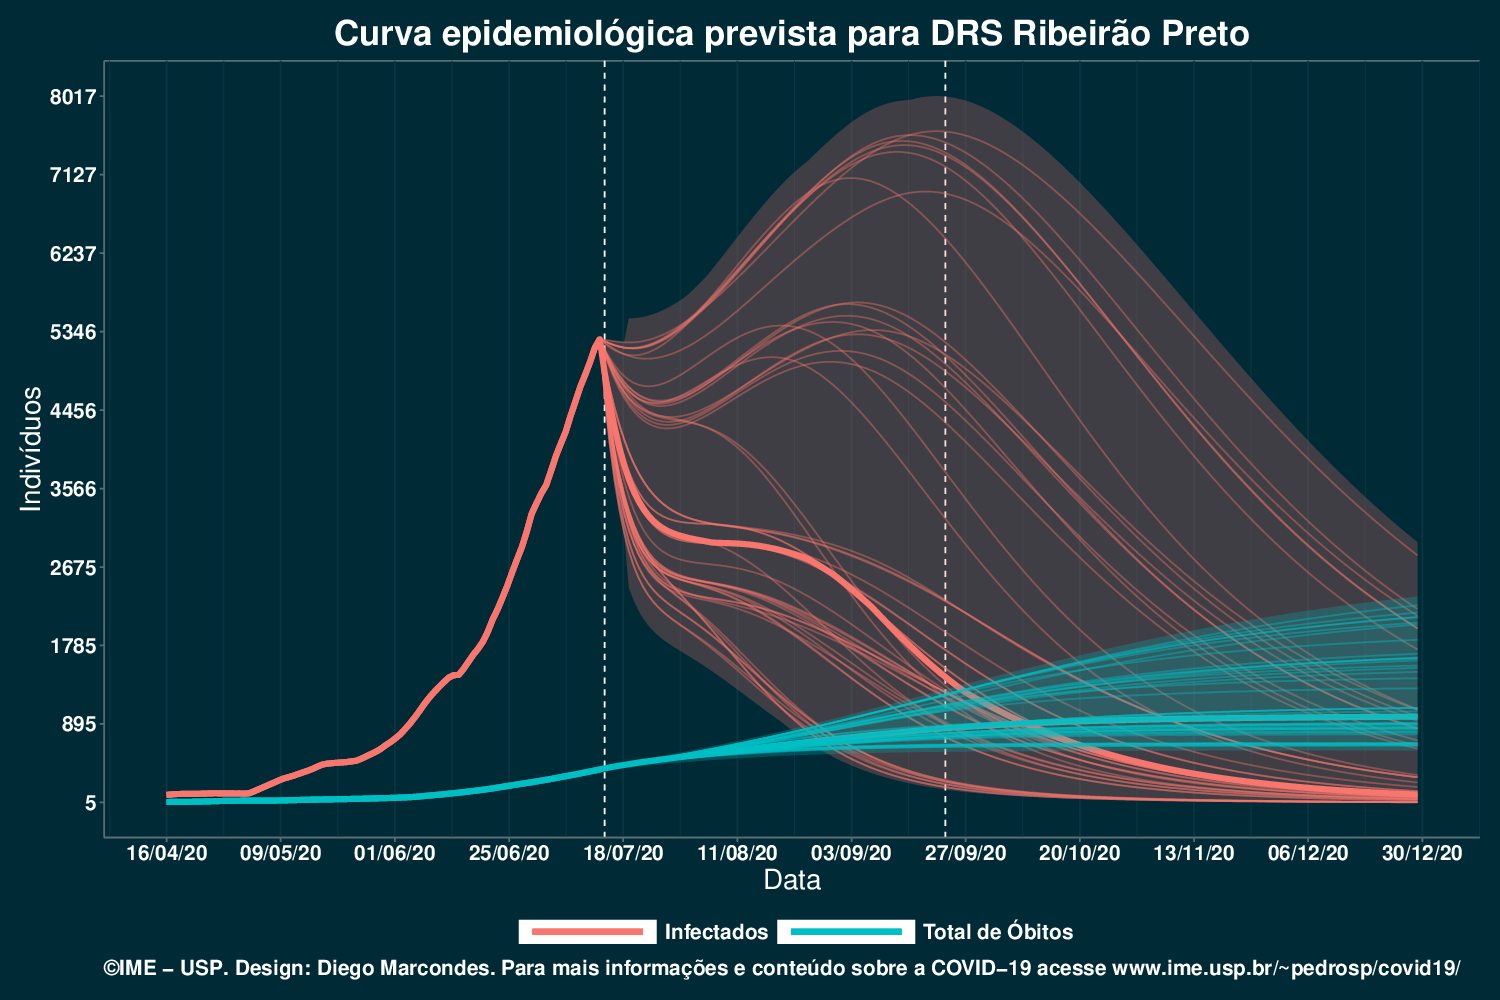 Curva epidemiológica prevista para DRS Ribeirão Preto
8017
7127
6237
5346
4456
3566
2675
1785
895
5
Indivíduos
16/04/20 09/05/20 01/06/20 25/06/20 18/07/20 11/08/20 03/09/20 27/09/20 20/10/20 13/11/20 06/12/20 30/12/20
Data
Infectados Total de Óbitos
©IME − USP. Design: Diego Marcondes. Para mais informações e conteúdo sobre a COVID−19 acesse www.ime.usp.br/~pedrosp/covid19/